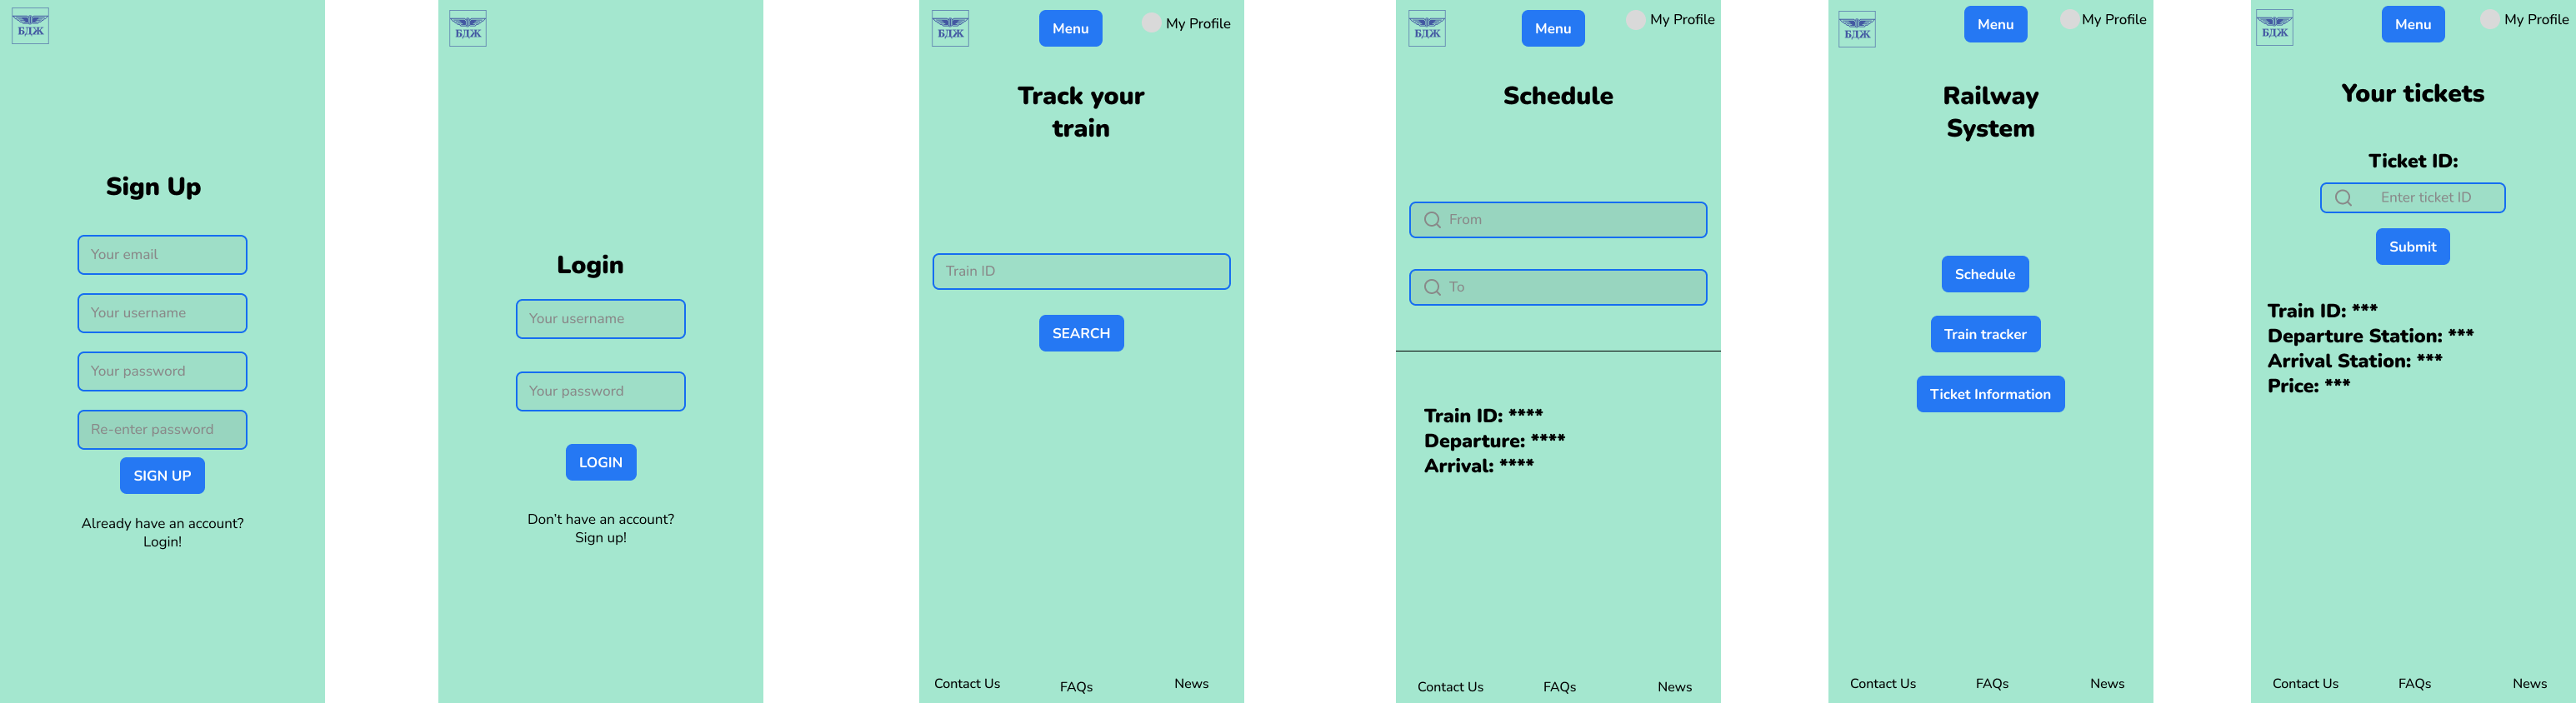 БДЖ
Sign Up
Your email
Your username
Your password
Re-enter password
SIGN UP
Already have an account?
Login!
БДЖ
Login
Your username
Your password
LOGIN
Don’t have an account?
Sign up!
БДЖ
Menu
My Profile
Track your
train
Train ID
SEARCH
Contact Us
FAQs
News
БДЖ
Menu
My Profile
Schedule
From
To
Train ID: ****
Departure: ****
Arrival: ****
Contact Us
FAQs
News
БДЖ
Menu
My Profile
Railway
System
Schedule
Train tracker
Ticket Information
Contact Us
FAQs
News
БДЖ
Menu
My Profile
Your tickets
Ticket ID:
Enter ticket ID
Submit
Train ID: ***
Departure Station: ***
Arrival Station: ***
Price: ***
Contact Us
FAQs
News